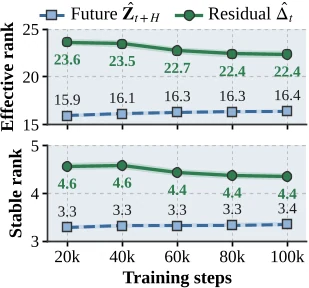 Future Ẑ_{t+H} Residual Δ̂_t
Effective rank
25
20
15
23.6 23.5 22.7 22.4 22.4
15.9 16.1 16.3 16.3 16.4
Stable rank
5
4
3
4.6 4.6 4.4 4.4 4.4
3.3 3.3 3.3 3.3 3.4
20k 40k 60k 80k 100k
Training steps